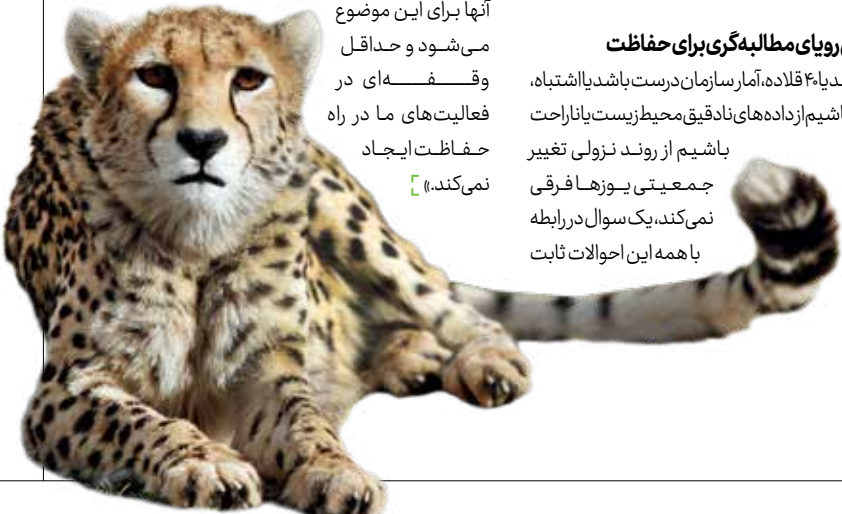 رویای مطالبه‌گری برای حفاظت
۴۰ قلاده، آمار سازمان درست باشد یا اشتباه،
از داده‌های نادقیق محیط زیست یا ناراحت
باشیم از روند نزولی تغییر
جمعیتی یوزها فرقی
نمی‌کند، یک سوال در رابطه
با همه این احوالات ثابت
آنها برای این موضوع
می‌شود و حداقل
وقفه‌ای در
فعالیت‌های ما در راه
حفاظت ایجاد
نمی‌کند.»